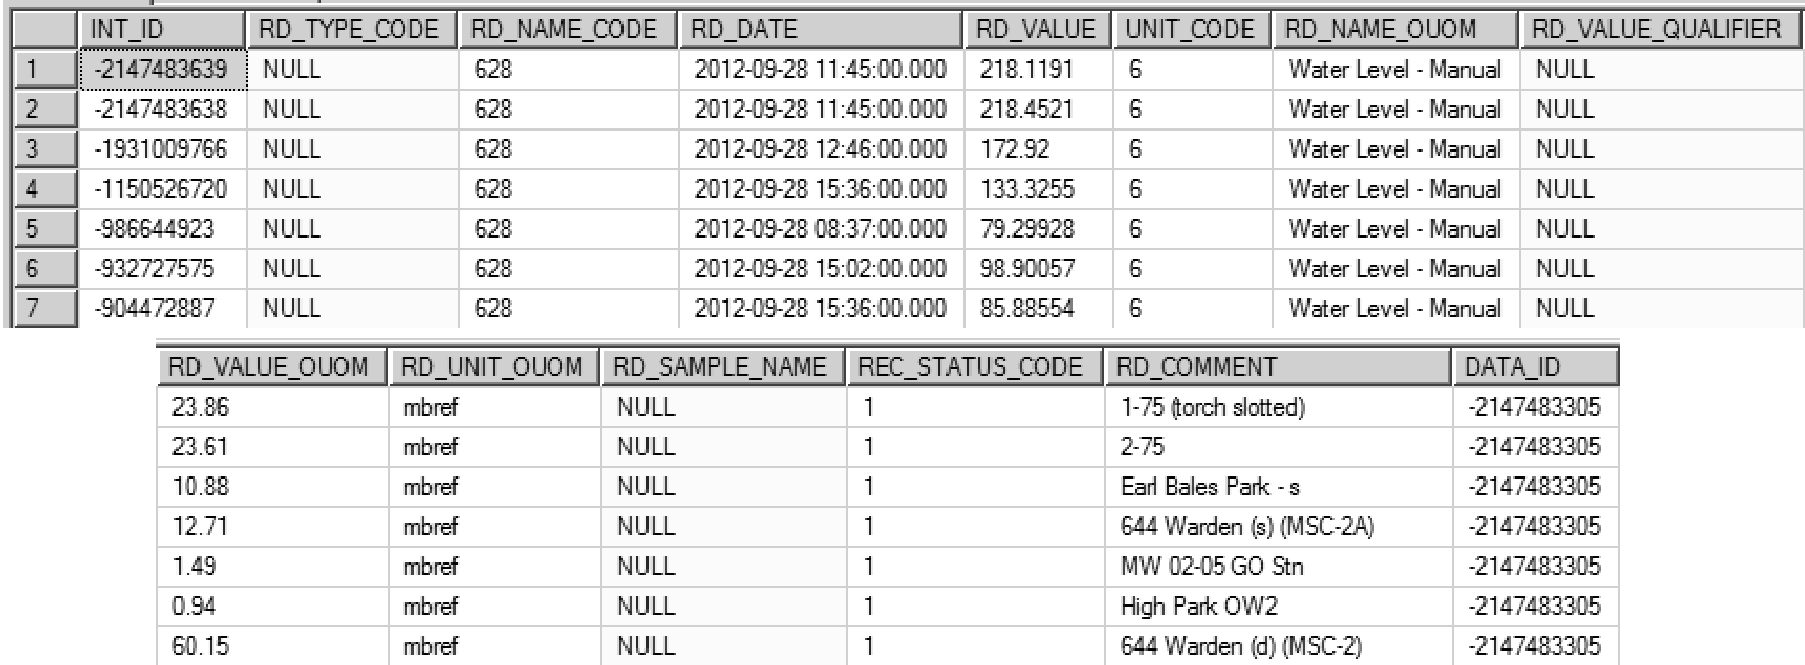 INT_ID RD_TYPE_CODE RD_NAME_CODE RD_DATE RD_VALUE UNIT_CODE RD_NAME_OUOM RD_VALUE_QUALIFIER
1 -2147483639 NULL 628 2012-09-28 11:45:00.000 218.1191 6 Water Level - Manual NULL
2 -2147483638 NULL 628 2012-09-28 11:45:00.000 218.4521 6 Water Level - Manual NULL
3 -1931009766 NULL 628 2012-09-28 12:46:00.000 172.92 6 Water Level - Manual NULL
4 -1150526720 NULL 628 2012-09-28 15:36:00.000 133.3255 6 Water Level - Manual NULL
5 -986644923 NULL 628 2012-09-28 08:37:00.000 79.29928 6 Water Level - Manual NULL
6 -932727575 NULL 628 2012-09-28 15:02:00.000 98.90057 6 Water Level - Manual NULL
7 -904472887 NULL 628 2012-09-28 15:36:00.000 85.88554 6 Water Level - Manual NULL
RD_VALUE_OUOM RD_UNIT_OUOM RD_SAMPLE_NAME REC_STATUS_CODE RD_COMMENT DATA_ID
23.86 mbref NULL 1 1-75 (torch slotted) -2147483305
23.61 mbref NULL 1 2-75 -2147483305
10.88 mbref NULL 1 Earl Bales Park - s -2147483305
12.71 mbref NULL 1 644 Warden (s) (MSC-2A) -2147483305
1.49 mbref NULL 1 MW 02-05 GO Stn -2147483305
0.94 mbref NULL 1 High Park OW2 -2147483305
60.15 mbref NULL 1 644 Warden (d) (MSC-2) -2147483305